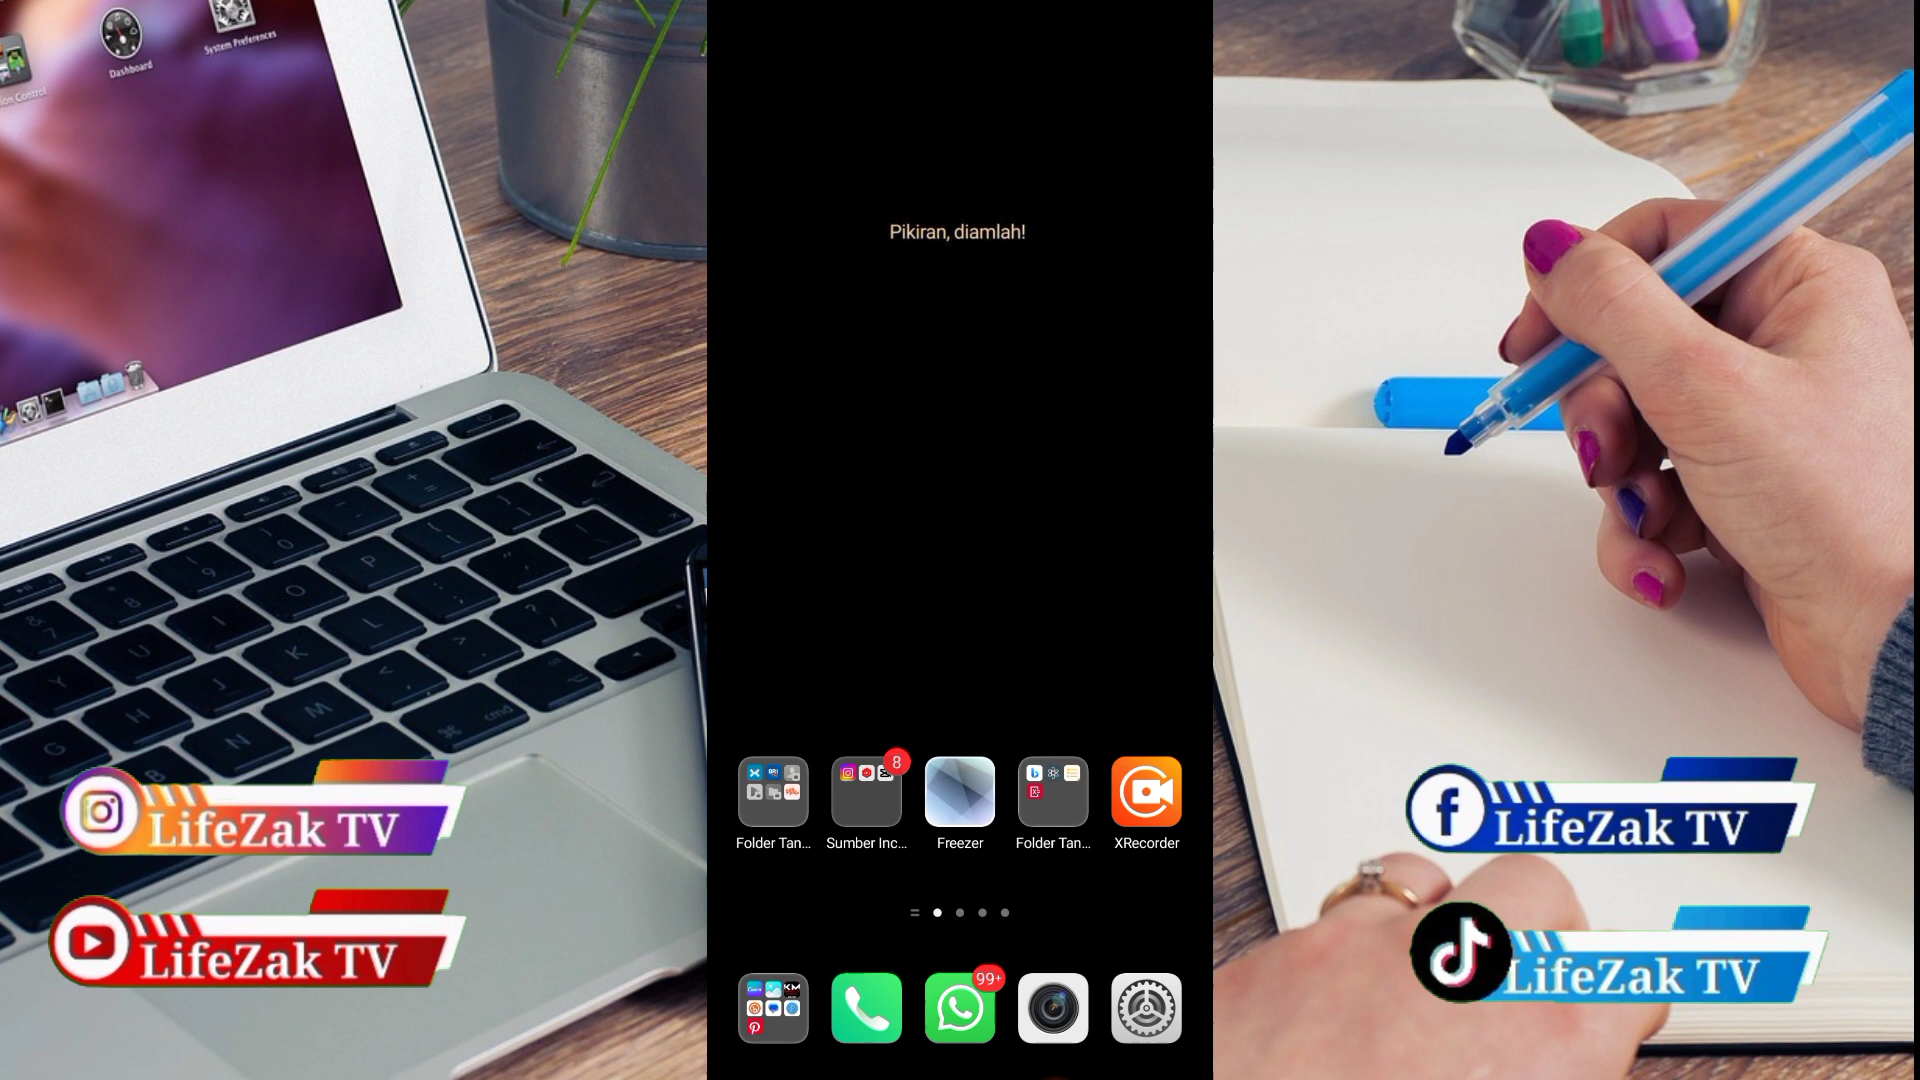 Dashboard
System Preferences
Pikiran, diamlah!
8
Folder Tan...
Sumber Inc...
Freezer
Folder Tan...
XRecorder
99+
LifeZak TV
LifeZak TV
LifeZak TV
LifeZak TV